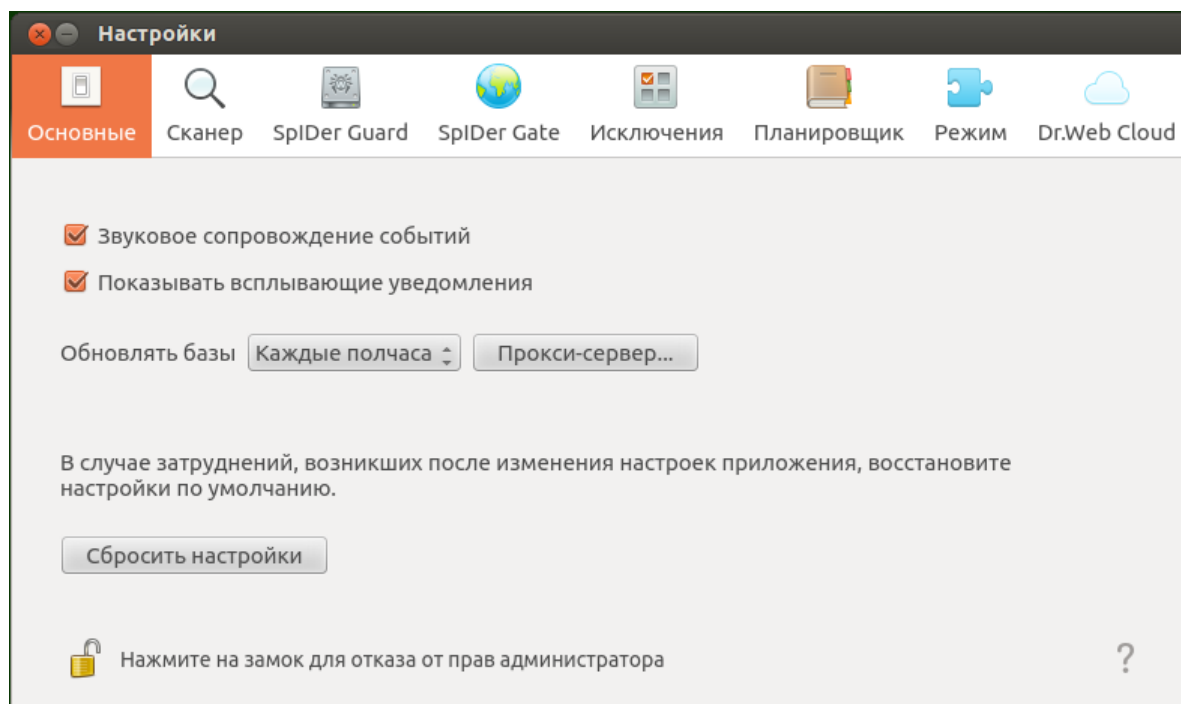 Настройки
Основные Сканер SpIDer Guard SpIDer Gate Исключения Планировщик Режим Dr.Web Cloud
Звуковое сопровождение событий
Показывать всплывающие уведомления
Обновлять базы Каждые полчаса Прокси-сервер...
В случае затруднений, возникших после изменения настроек приложения, восстановите
настройки по умолчанию.
Сбросить настройки
Нажмите на замок для отказа от прав администратора ?